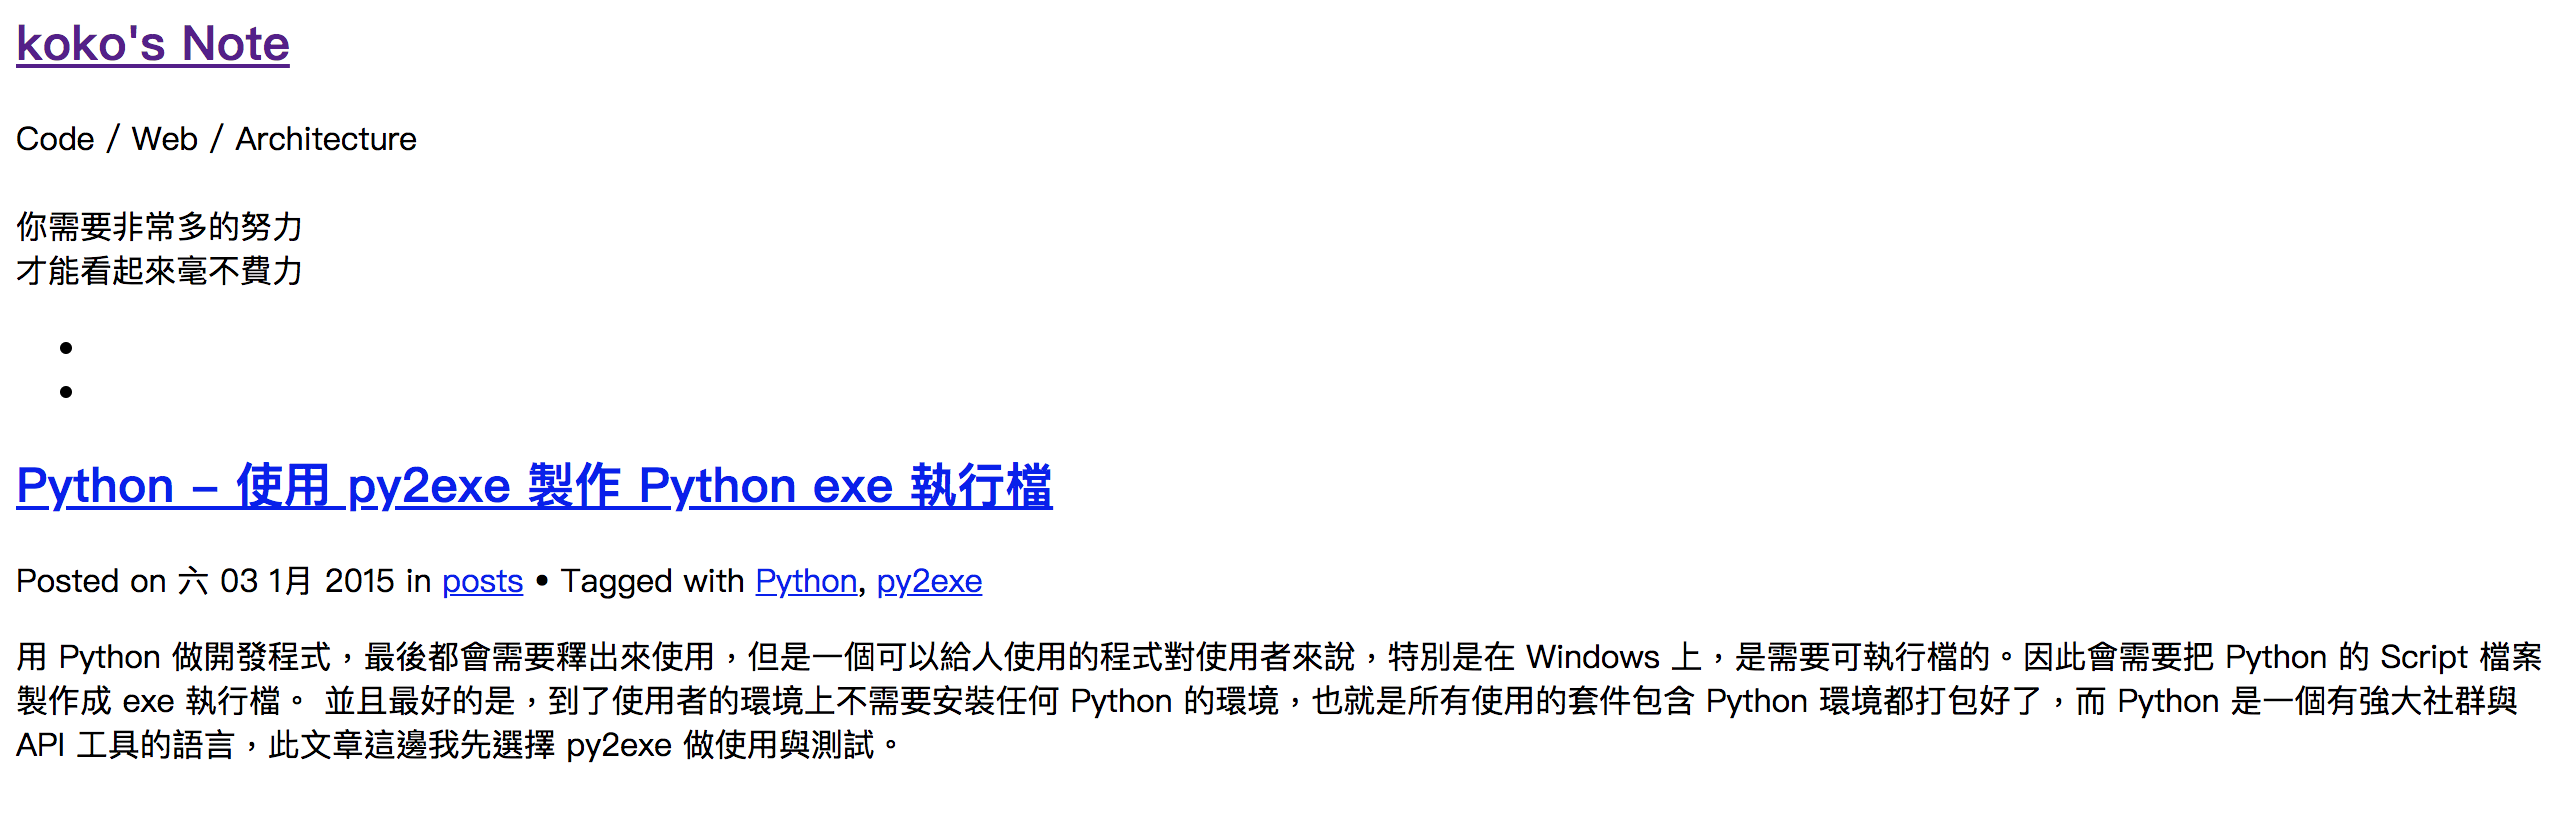 koko's Note
Code / Web / Architecture
你需要非常多的努力
才能看起來毫不費力
Python – 使用 py2exe 製作 Python exe 執行檔
Posted on 六 03 1月 2015 in posts • Tagged with Python, py2exe
用 Python 做開發程式，最後都會需要釋出來使用，但是一個可以給人使用的程式對使用者來說，特別是在 Windows 上，是需要可執行檔的。因此會需要把 Python 的 Script 檔案
製作成 exe 執行檔。 並且最好的是，到了使用者的環境上不需要安裝任何 Python 的環境，也就是所有使用的套件包含 Python 環境都打包好了，而 Python 是一個有強大社群與
API 工具的語言，此文章這邊我先選擇 py2exe 做使用與測試。